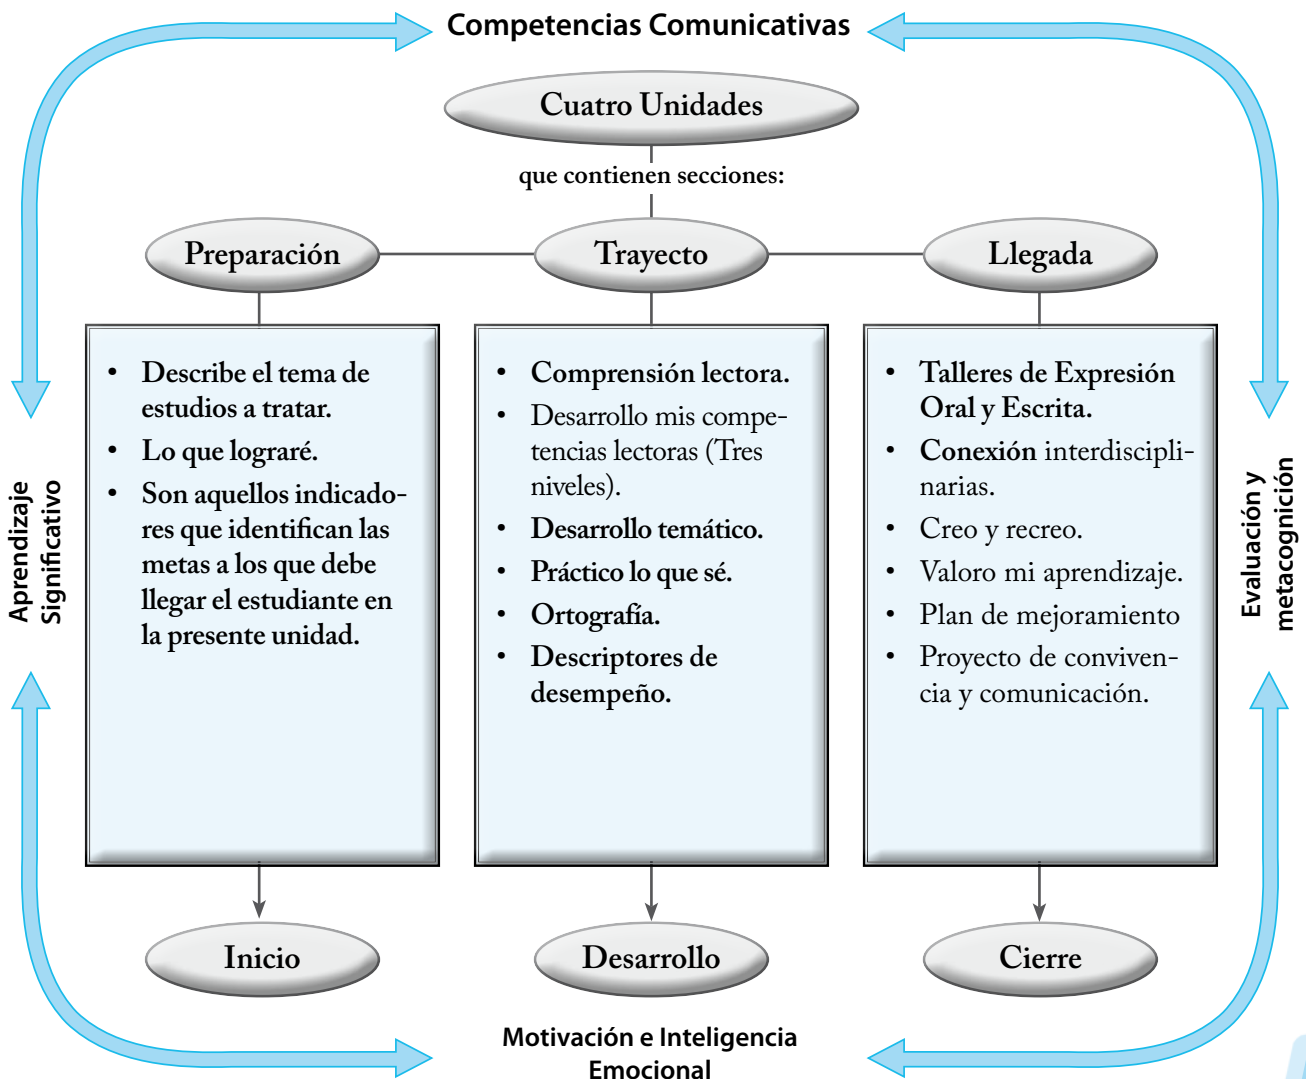 Competencias Comunicativas
Cuatro Unidades
que contienen secciones:
Preparación
Trayecto
Llegada
• Describe el tema de
estudios a tratar.
• Lo que lograré.
• Son aquellos indicado-
res que identifican las
metas a los que debe
llegar el estudiante en
la presente unidad.
• Comprensión lectora.
• Desarrollo mis compe-
tencias lectoras (Tres
niveles).
• Desarrollo temático.
• Práctico lo que sé.
• Ortografía.
• Descriptores de
desempeño.
• Talleres de Expresión
Oral y Escrita.
• Conexión interdiscipli-
narias.
• Creo y recreo.
• Valoro mi aprendizaje.
• Plan de mejoramiento
• Proyecto de conviven-
cia y comunicación.
Aprendizaje
Significativo
Evaluación y
metacognición
Inicio
Desarrollo
Cierre
Motivación e Inteligencia
Emocional